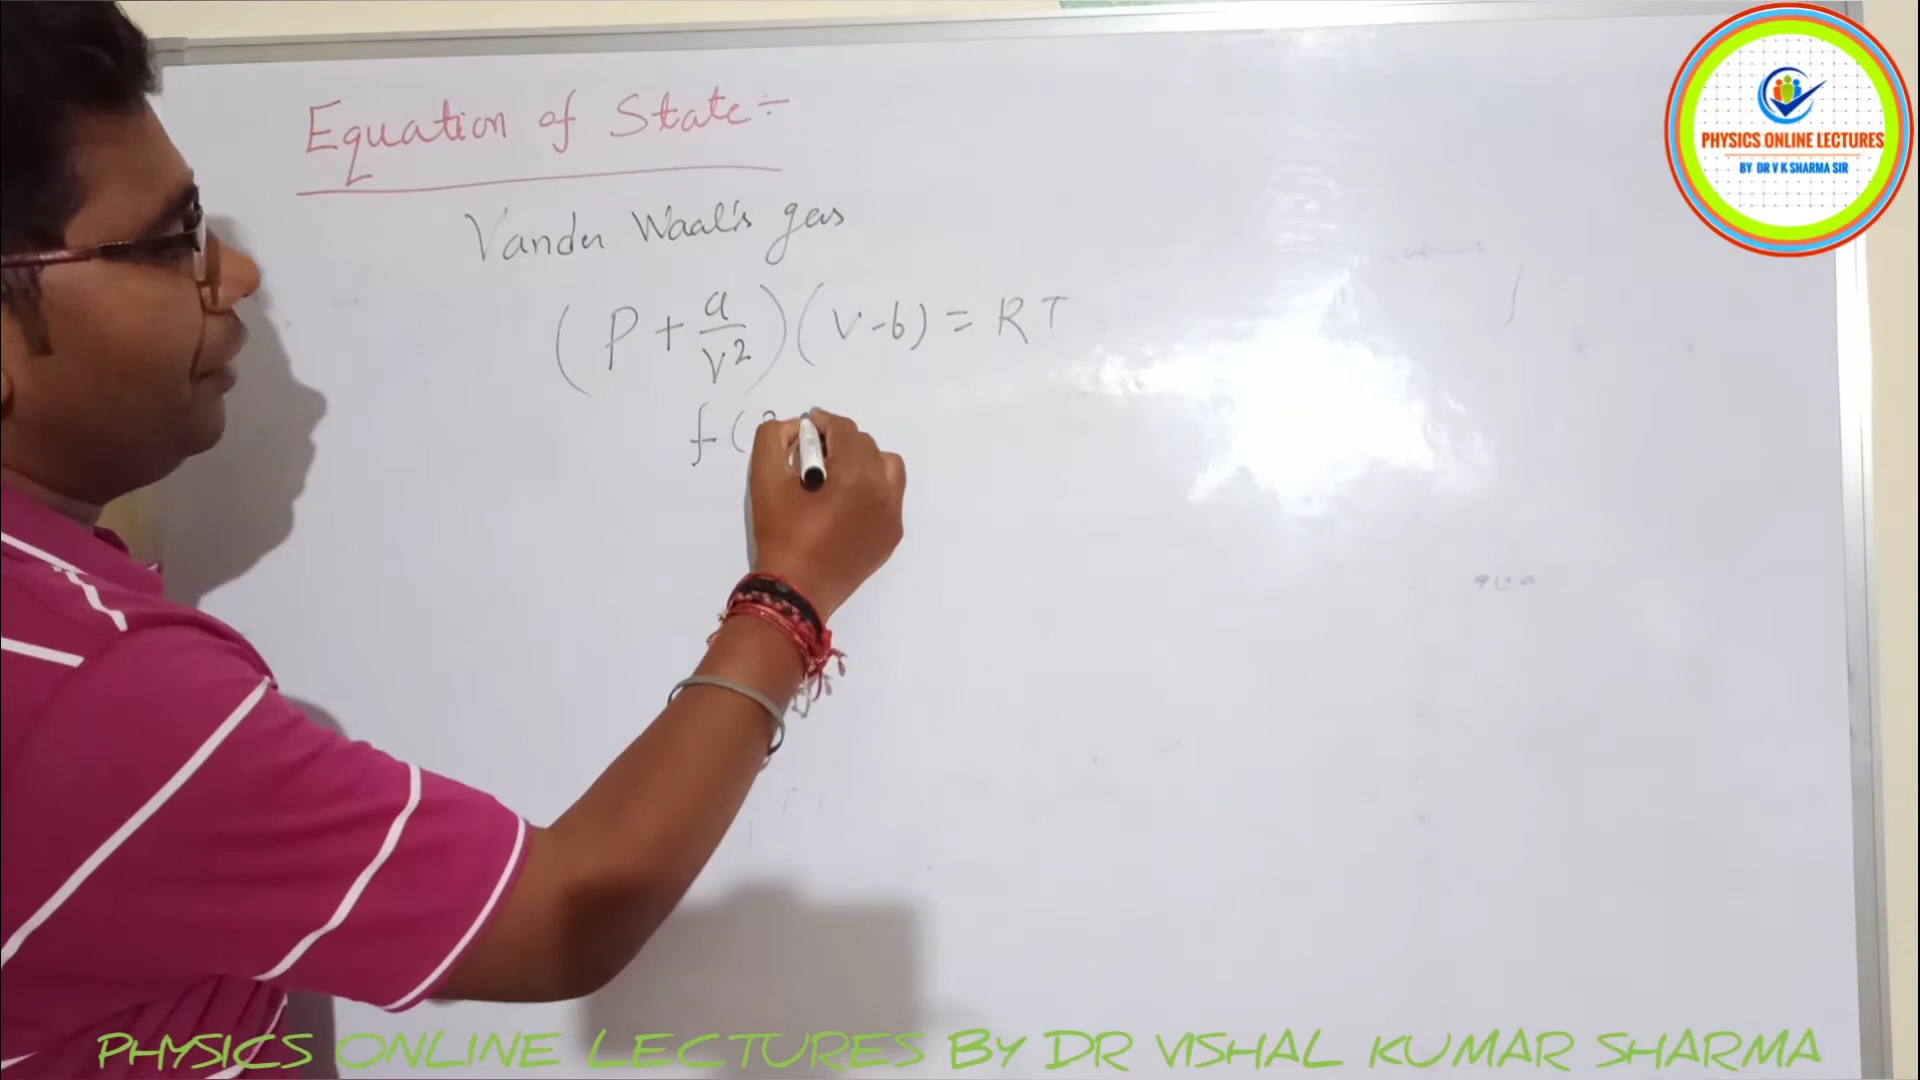 Equation of State:-
Vander Waal's gas
(P + a/V²)(V-b) = RT
f(
PHYSICS ONLINE LECTURES
BY DR V K SHARMA SIR
PHYSICS ONLINE LECTURES BY DR VISHAL KUMAR SHARMA